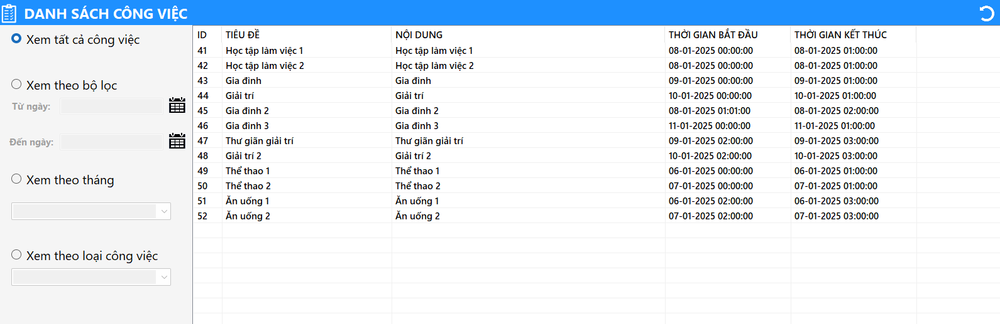 DANH SÁCH CÔNG VIỆC
Xem tất cả công việc
Xem theo bộ lọc
Từ ngày:
Đến ngày:
Xem theo tháng
Xem theo loại công việc
ID TIÊU ĐỀ NỘI DUNG THỜI GIAN BẮT ĐẦU THỜI GIAN KẾT THÚC
41 Học tập làm việc 1 Học tập làm việc 1 08-01-2025 00:00:00 08-01-2025 01:00:00
42 Học tập làm việc 2 Học tập làm việc 2 08-01-2025 00:00:00 08-01-2025 01:00:00
43 Gia đình Gia đình 09-01-2025 00:00:00 09-01-2025 01:00:00
44 Giải trí Giải trí 10-01-2025 00:00:00 10-01-2025 01:00:00
45 Gia đình 2 Gia đình 2 08-01-2025 01:01:00 08-01-2025 02:00:00
46 Gia đình 3 Gia đình 3 11-01-2025 00:00:00 11-01-2025 01:00:00
47 Thư giãn giải trí Thư giãn giải trí 09-01-2025 02:00:00 09-01-2025 03:00:00
48 Giải trí 2 Giải trí 2 10-01-2025 02:00:00 10-01-2025 03:00:00
49 Thể thao 1 Thể thao 1 06-01-2025 00:00:00 06-01-2025 01:00:00
50 Thể thao 2 Thể thao 2 07-01-2025 00:00:00 07-01-2025 01:00:00
51 Ăn uống 1 Ăn uống 1 06-01-2025 02:00:00 06-01-2025 03:00:00
52 Ăn uống 2 Ăn uống 2 07-01-2025 02:00:00 07-01-2025 03:00:00